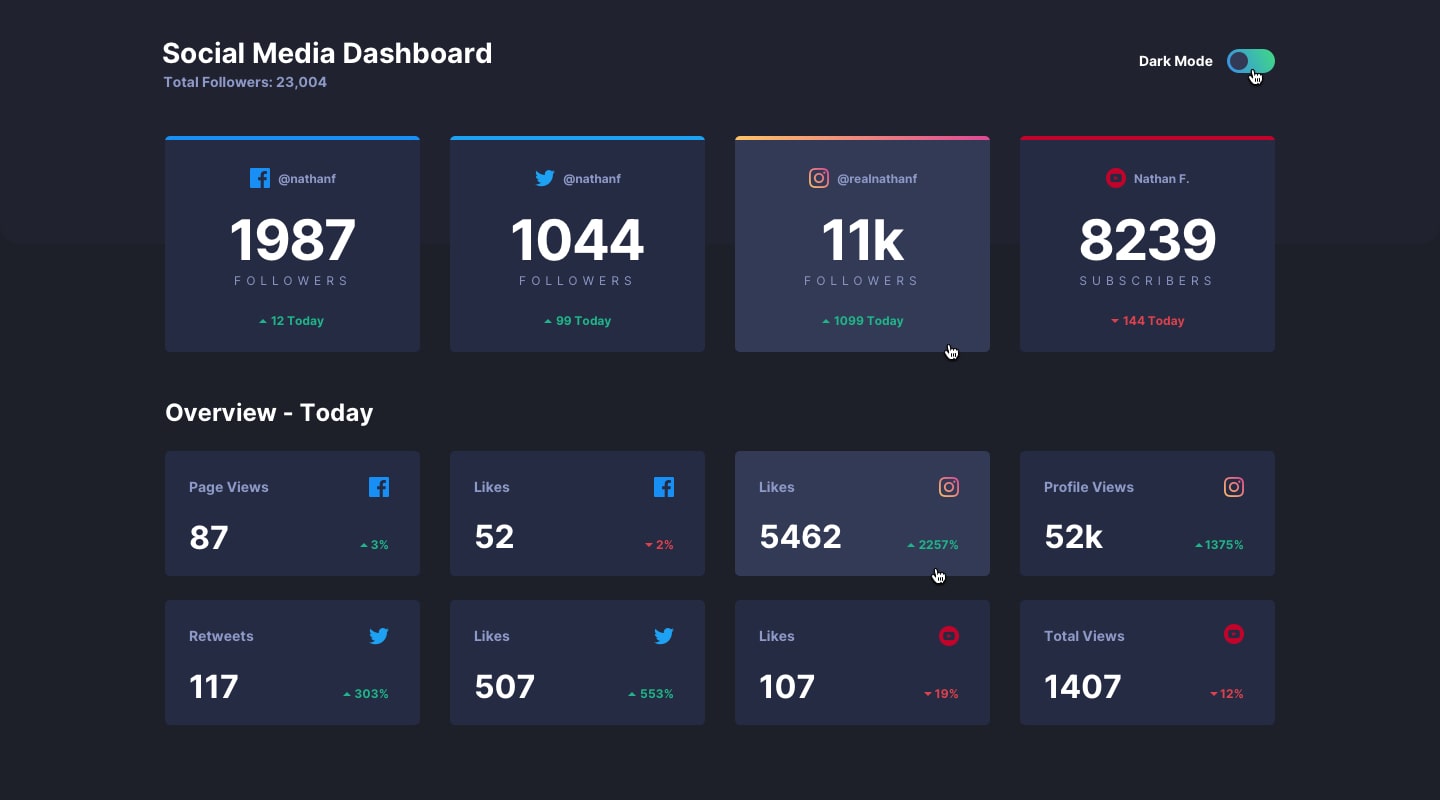 Social Media Dashboard
Total Followers: 23,004
Dark Mode
@nathanf
1987
FOLLOWERS
12 Today
@nathanf
1044
FOLLOWERS
99 Today
@realnathanf
11k
FOLLOWERS
1099 Today
Nathan F.
8239
SUBSCRIBERS
144 Today
Overview - Today
Page Views
87
3%
Likes
52
2%
Likes
5462
2257%
Profile Views
52k
1375%
Retweets
117
303%
Likes
507
553%
Likes
107
19%
Total Views
1407
12%